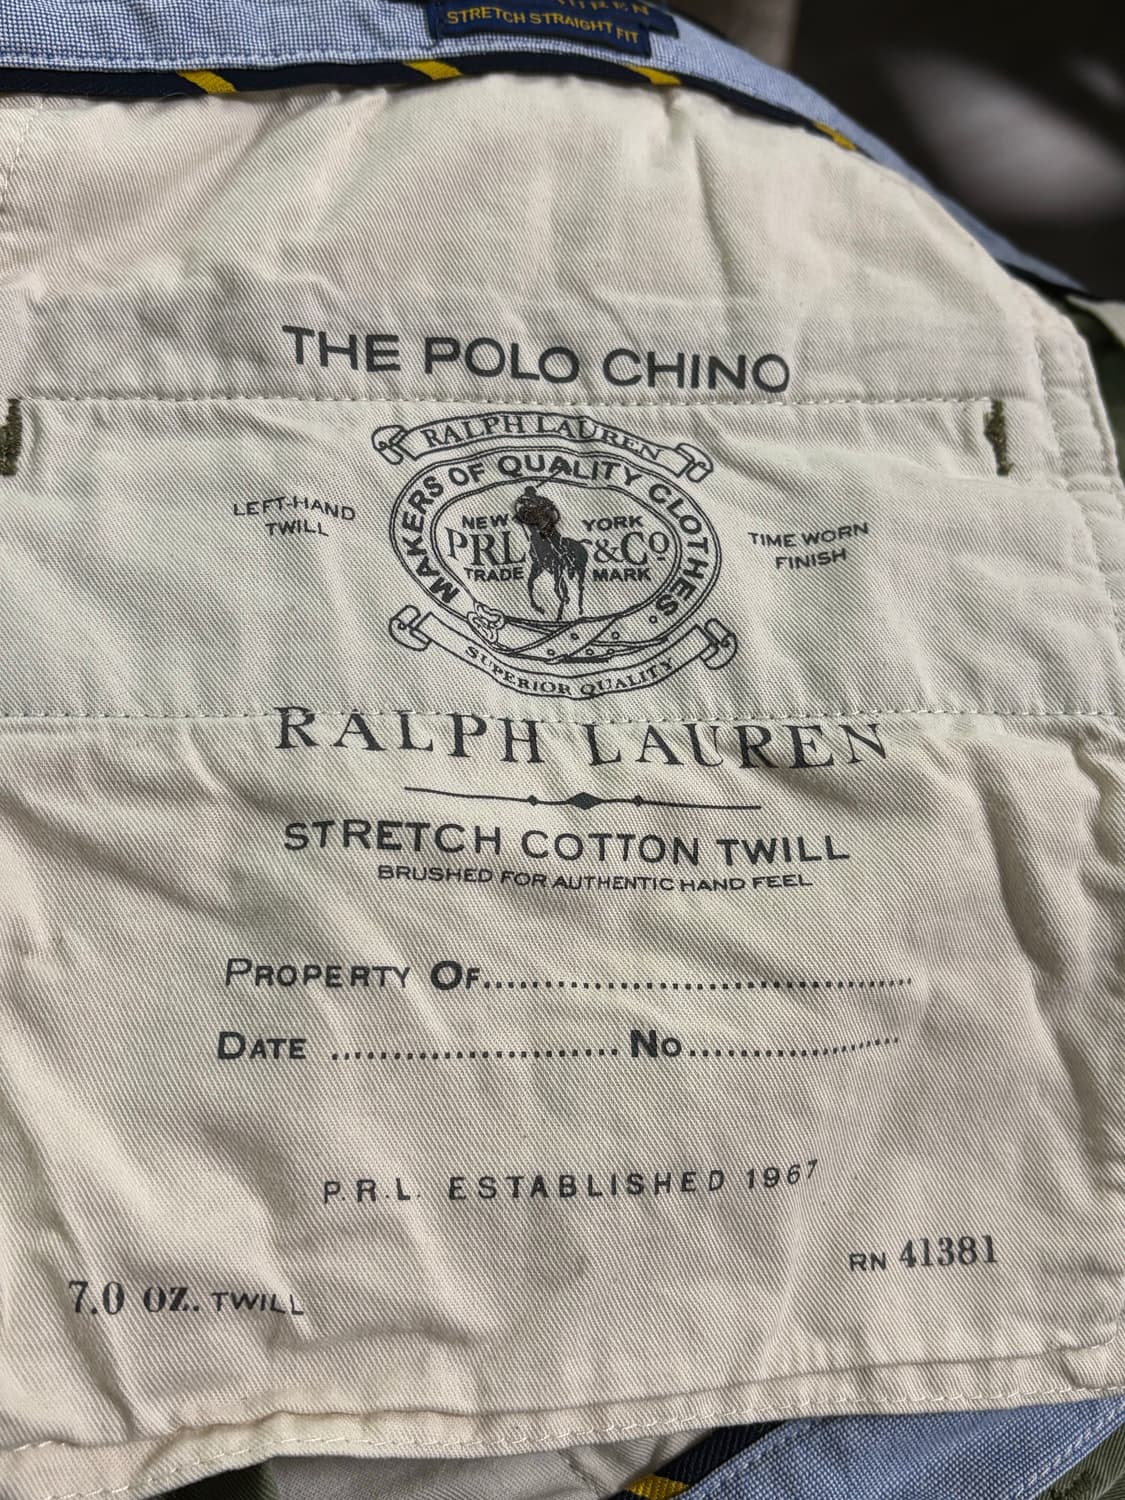 STRETCH STRAIGHT FIT
THE POLO CHINO
RALPH LAUREN
MAKERS OF QUALITY CLOTHES
LEFT-HAND
TWILL
NEW YORK
PRL &Co
TRADE MARK
TIME WORN
FINISH
SUPERIOR QUALITY
RALPH LAUREN
STRETCH COTTON TWILL
BRUSHED FOR AUTHENTIC HAND FEEL
PROPERTY OF..............................
DATE ....................... No..................
P.R.L. ESTABLISHED 1967
RN 41381
7.0 OZ. TWILL